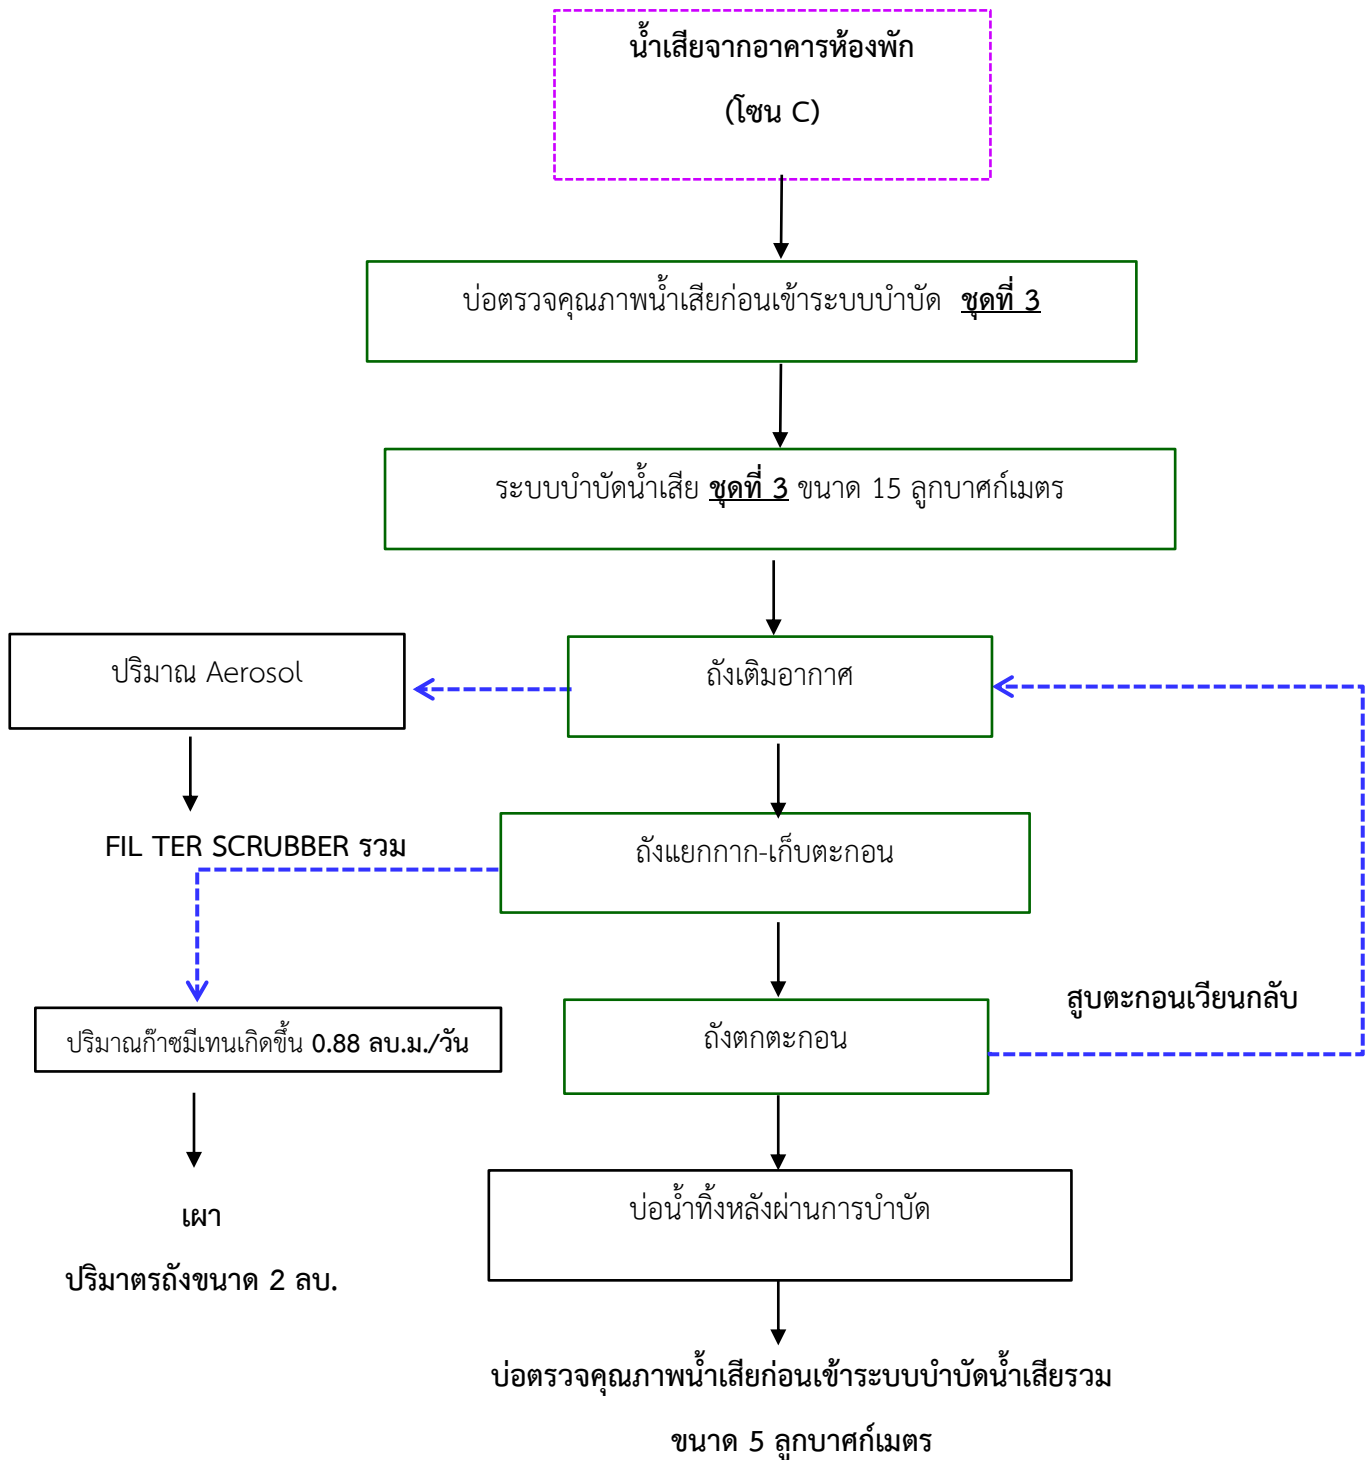 น้ำเสียจากอาคารห้องพัก
(โซน C)
บ่อตรวจคุณภาพน้ำเสียก่อนเข้าระบบบำบัด ชุดที่ 3
ระบบบำบัดน้ำเสีย ชุดที่ 3 ขนาด 15 ลูกบาศก์เมตร
ปริมาณ Aerosol
ถังเติมอากาศ
FIL TER SCRUBBER รวม
ถังแยกกาก-เก็บตะกอน
สูบตะกอนเวียนกลับ
ปริมาณก๊าซมีเทนเกิดขึ้น 0.88 ลบ.ม./วัน
ถังตกตะกอน
เผา
ปริมาตรถังขนาด 2 ลบ.
บ่อน้ำทิ้งหลังผ่านการบำบัด
บ่อตรวจคุณภาพน้ำเสียก่อนเข้าระบบบำบัดน้ำเสียรวม
ขนาด 5 ลูกบาศก์เมตร